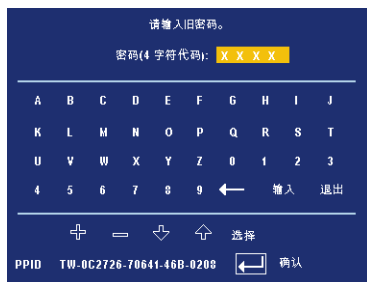 请输入旧密码。
密码(4 字符代码): X X X X
A B C D E F G H I J
K L M N O P Q R S T
U V W X Y Z 0 1 2 3
4 5 6 7 8 9 ← 输入 退出
选择
PPID TW-0C2726-70641-46B-0208 确认